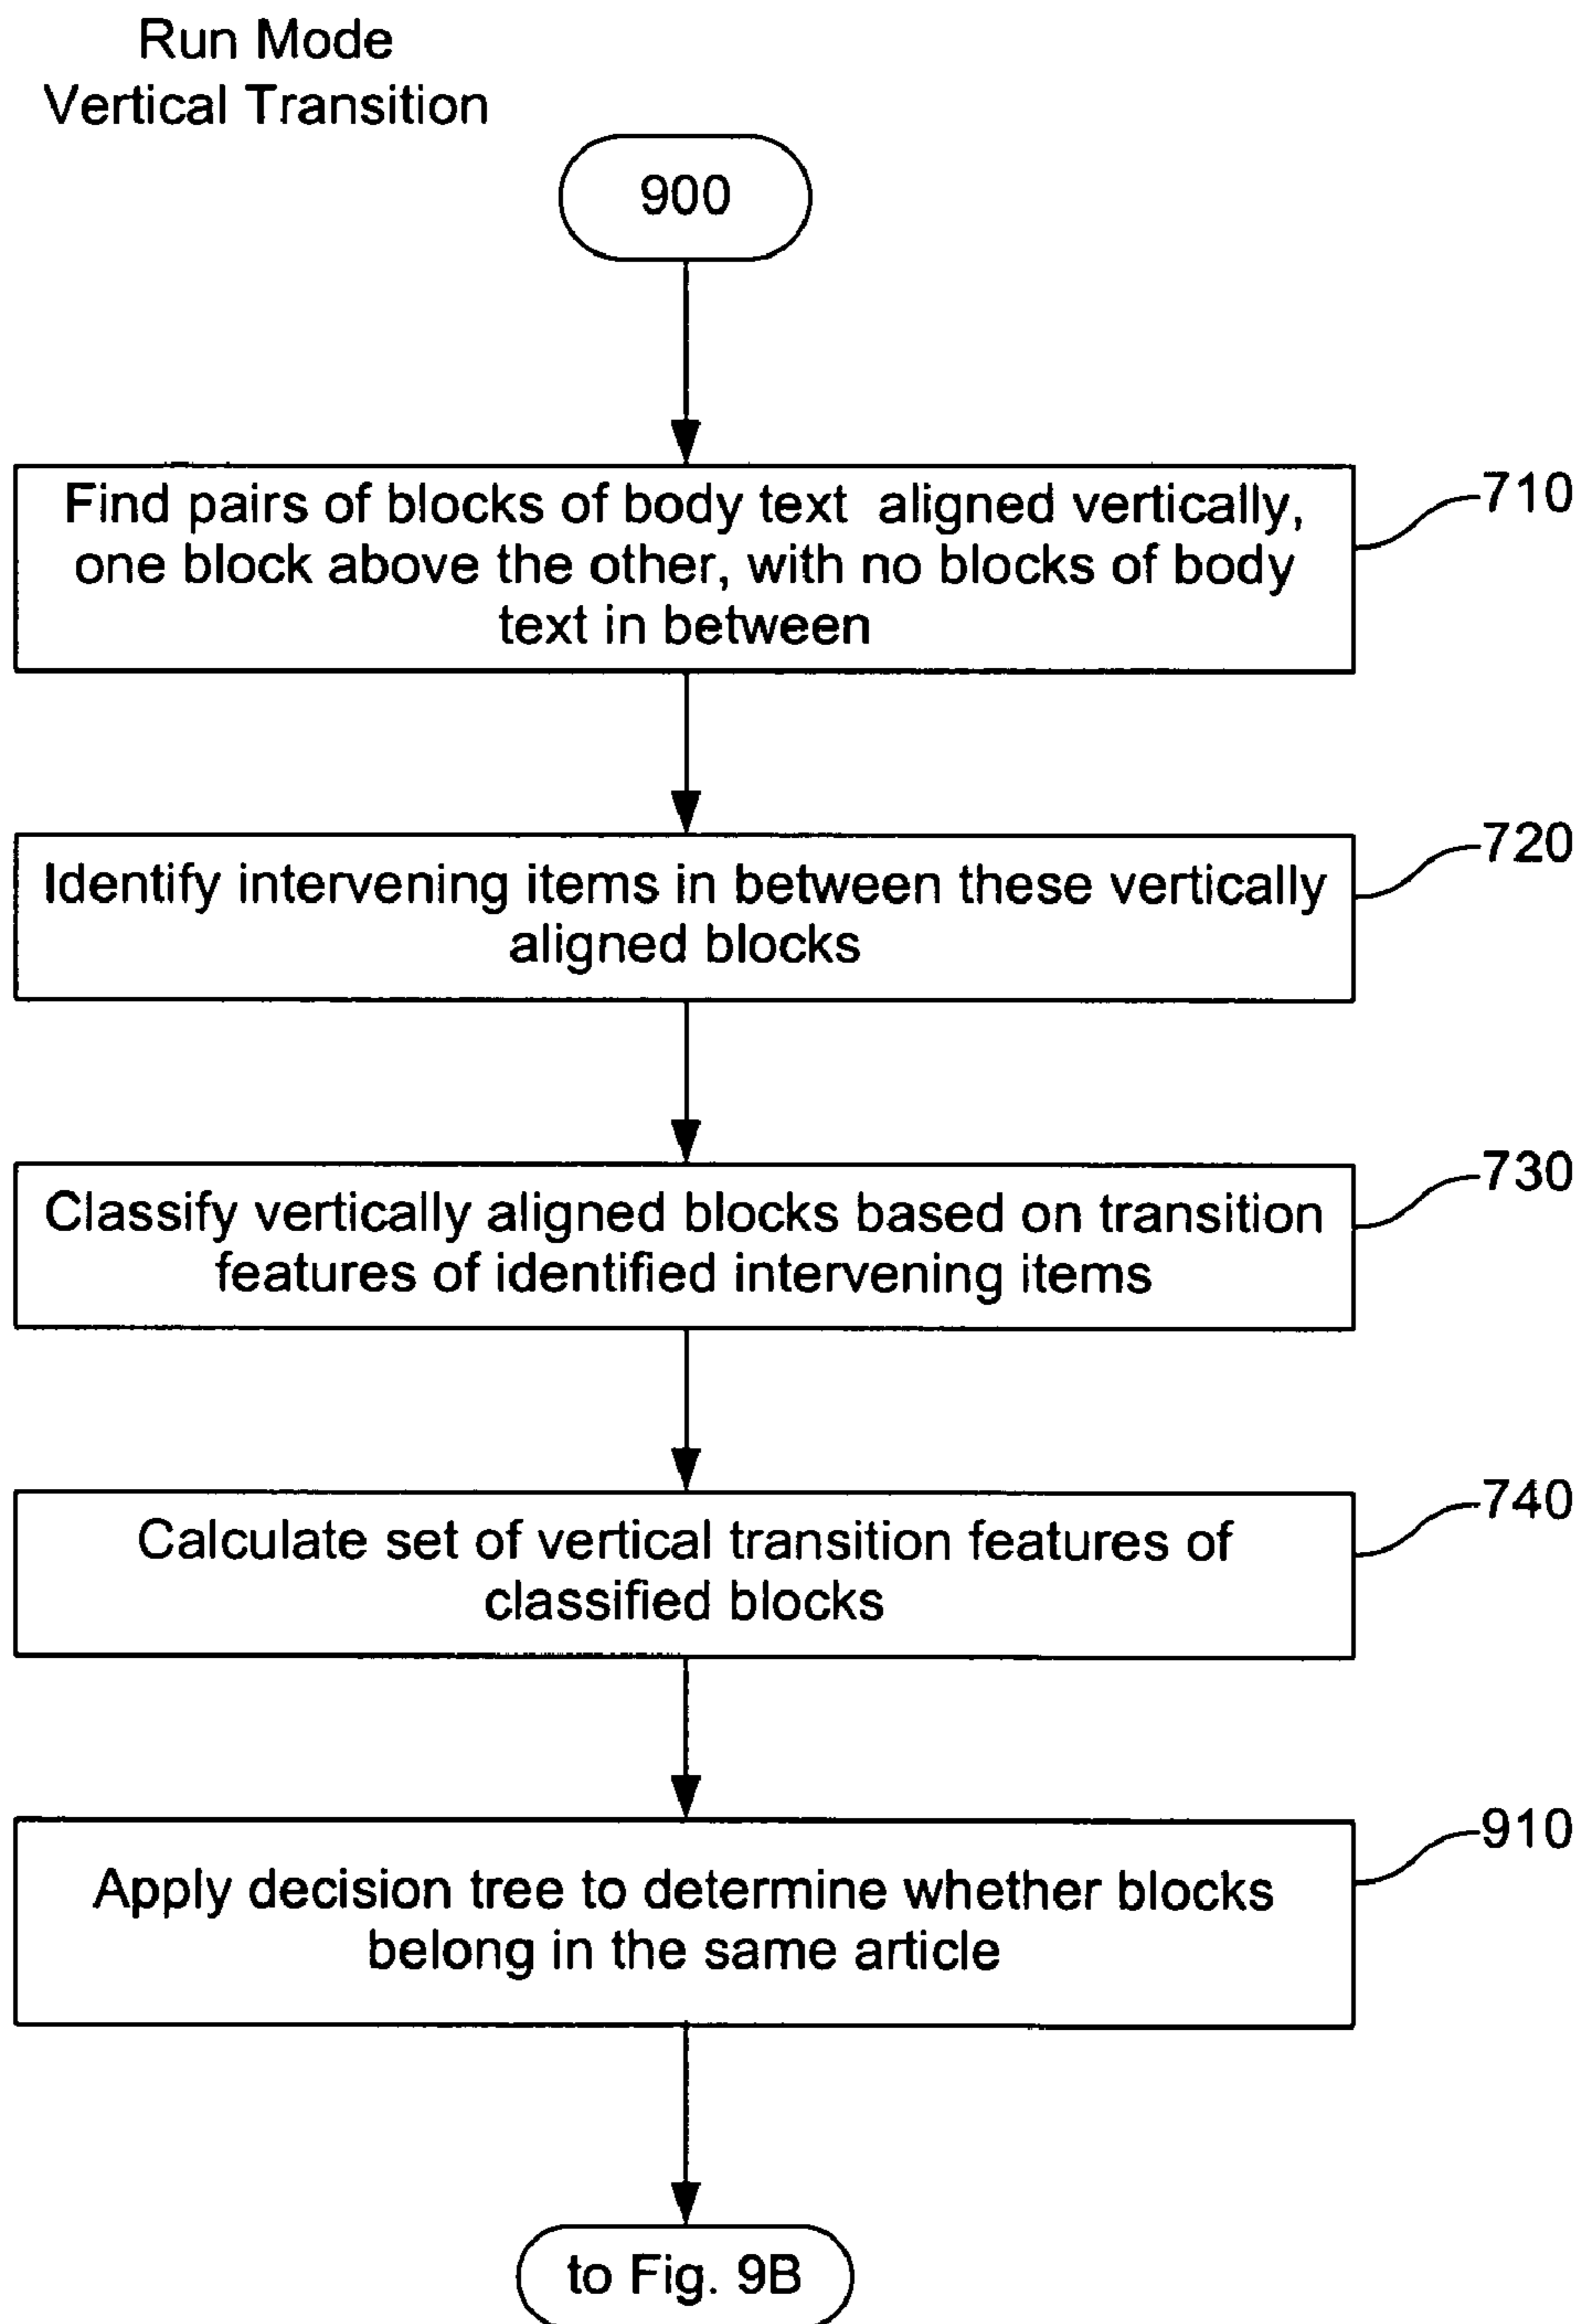 Run Mode
Vertical Transition
900
Find pairs of blocks of body text aligned vertically,
one block above the other, with no blocks of body
text in between
710
Identify intervening items in between these vertically
aligned blocks
720
Classify vertically aligned blocks based on transition
features of identified intervening items
730
Calculate set of vertical transition features of
classified blocks
740
Apply decision tree to determine whether blocks
belong in the same article
910
to Fig. 9B